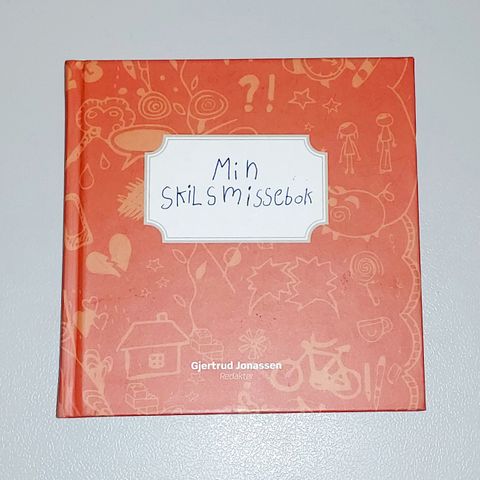 ?!
Min
SKiLSmissebok
Gjertrud Jonassen
Redaktør